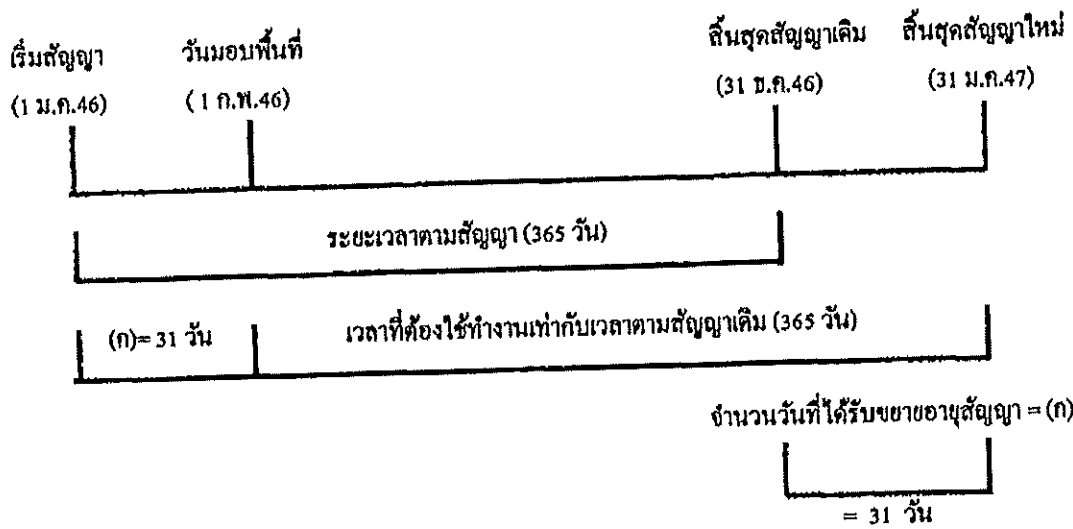 เริ่มสัญญา
(1 ม.ค.46)
วันมอบพื้นที่
( 1 ก.พ.46)
สิ้นสุดสัญญาเดิม
(31 ธ.ค.46)
สิ้นสุดสัญญาใหม่
(31 ม.ค.47)
ระยะเวลาตามสัญญา (365 วัน)
(ก)= 31 วัน
เวลาที่ต้องใช้ทำงานเท่ากับเวลาตามสัญญาเดิม (365 วัน)
จำนวนวันที่ได้รับขยายอายุสัญญา = (ก)
= 31 วัน